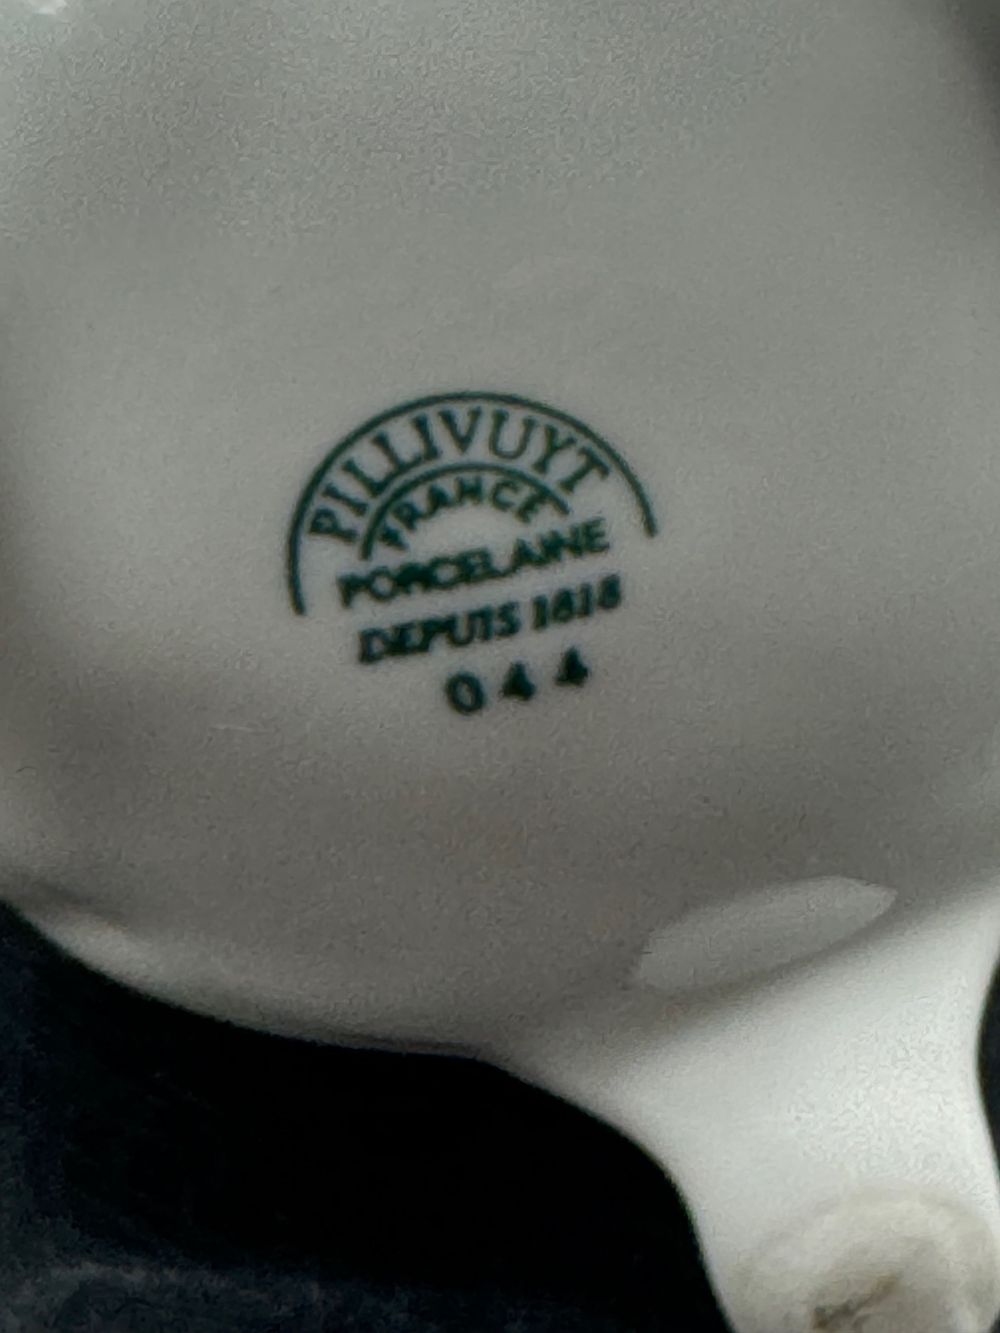 PILLIVUYT
FRANCE
PORCELAINE
DEPUIS 1818
044